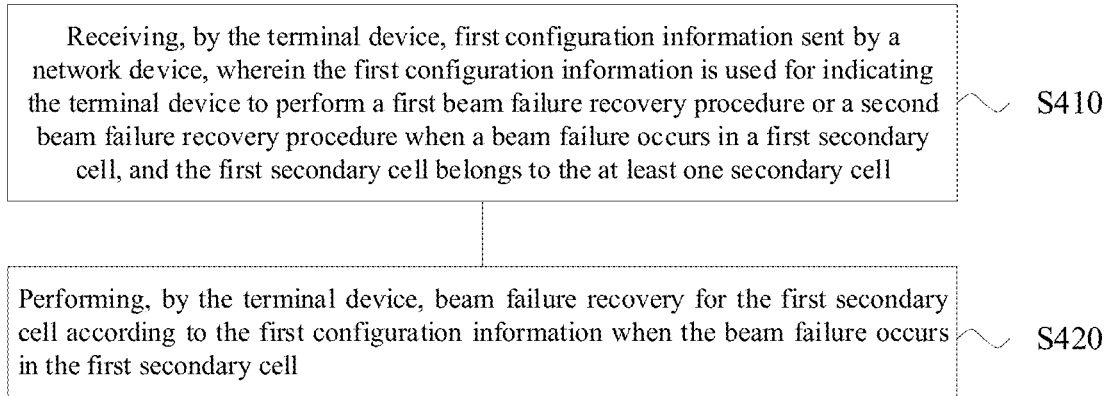 Receiving, by the terminal device, first configuration information sent by a
network device, wherein the first configuration information is used for indicating
the terminal device to perform a first beam failure recovery procedure or a second
beam failure recovery procedure when a beam failure occurs in a first secondary
cell, and the first secondary cell belongs to the at least one secondary cell
S410
Performing, by the terminal device, beam failure recovery for the first secondary
cell according to the first configuration information when the beam failure occurs
in the first secondary cell
S420